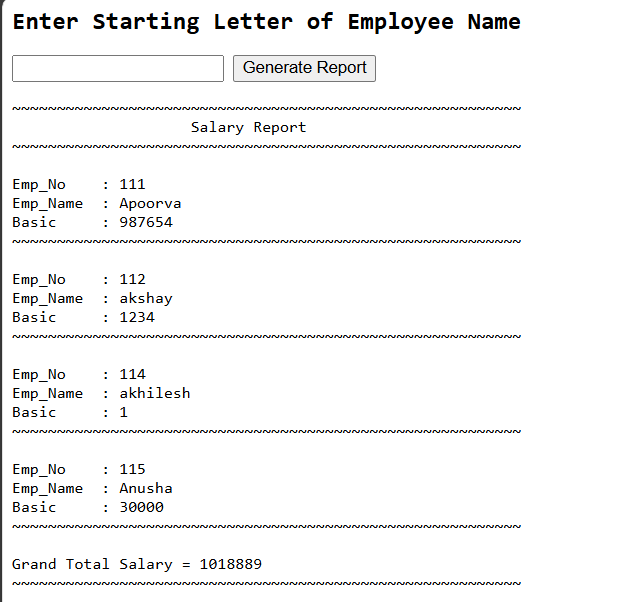 Enter Starting Letter of Employee Name
Generate Report
~~~~~~~~~~~~~~~~~~~~~~~~~~~~~~~~~~~~~~~~~~~~~~~~~~~~~~~~~
Salary Report
~~~~~~~~~~~~~~~~~~~~~~~~~~~~~~~~~~~~~~~~~~~~~~~~~~~~~~~~~
Emp_No    : 111
Emp_Name  : Apoorva
Basic     : 987654
~~~~~~~~~~~~~~~~~~~~~~~~~~~~~~~~~~~~~~~~~~~~~~~~~~~~~~~~~
Emp_No    : 112
Emp_Name  : akshay
Basic     : 1234
~~~~~~~~~~~~~~~~~~~~~~~~~~~~~~~~~~~~~~~~~~~~~~~~~~~~~~~~~
Emp_No    : 114
Emp_Name  : akhilesh
Basic     : 1
~~~~~~~~~~~~~~~~~~~~~~~~~~~~~~~~~~~~~~~~~~~~~~~~~~~~~~~~~
Emp_No    : 115
Emp_Name  : Anusha
Basic     : 30000
~~~~~~~~~~~~~~~~~~~~~~~~~~~~~~~~~~~~~~~~~~~~~~~~~~~~~~~~~
Grand Total Salary = 1018889
~~~~~~~~~~~~~~~~~~~~~~~~~~~~~~~~~~~~~~~~~~~~~~~~~~~~~~~~~